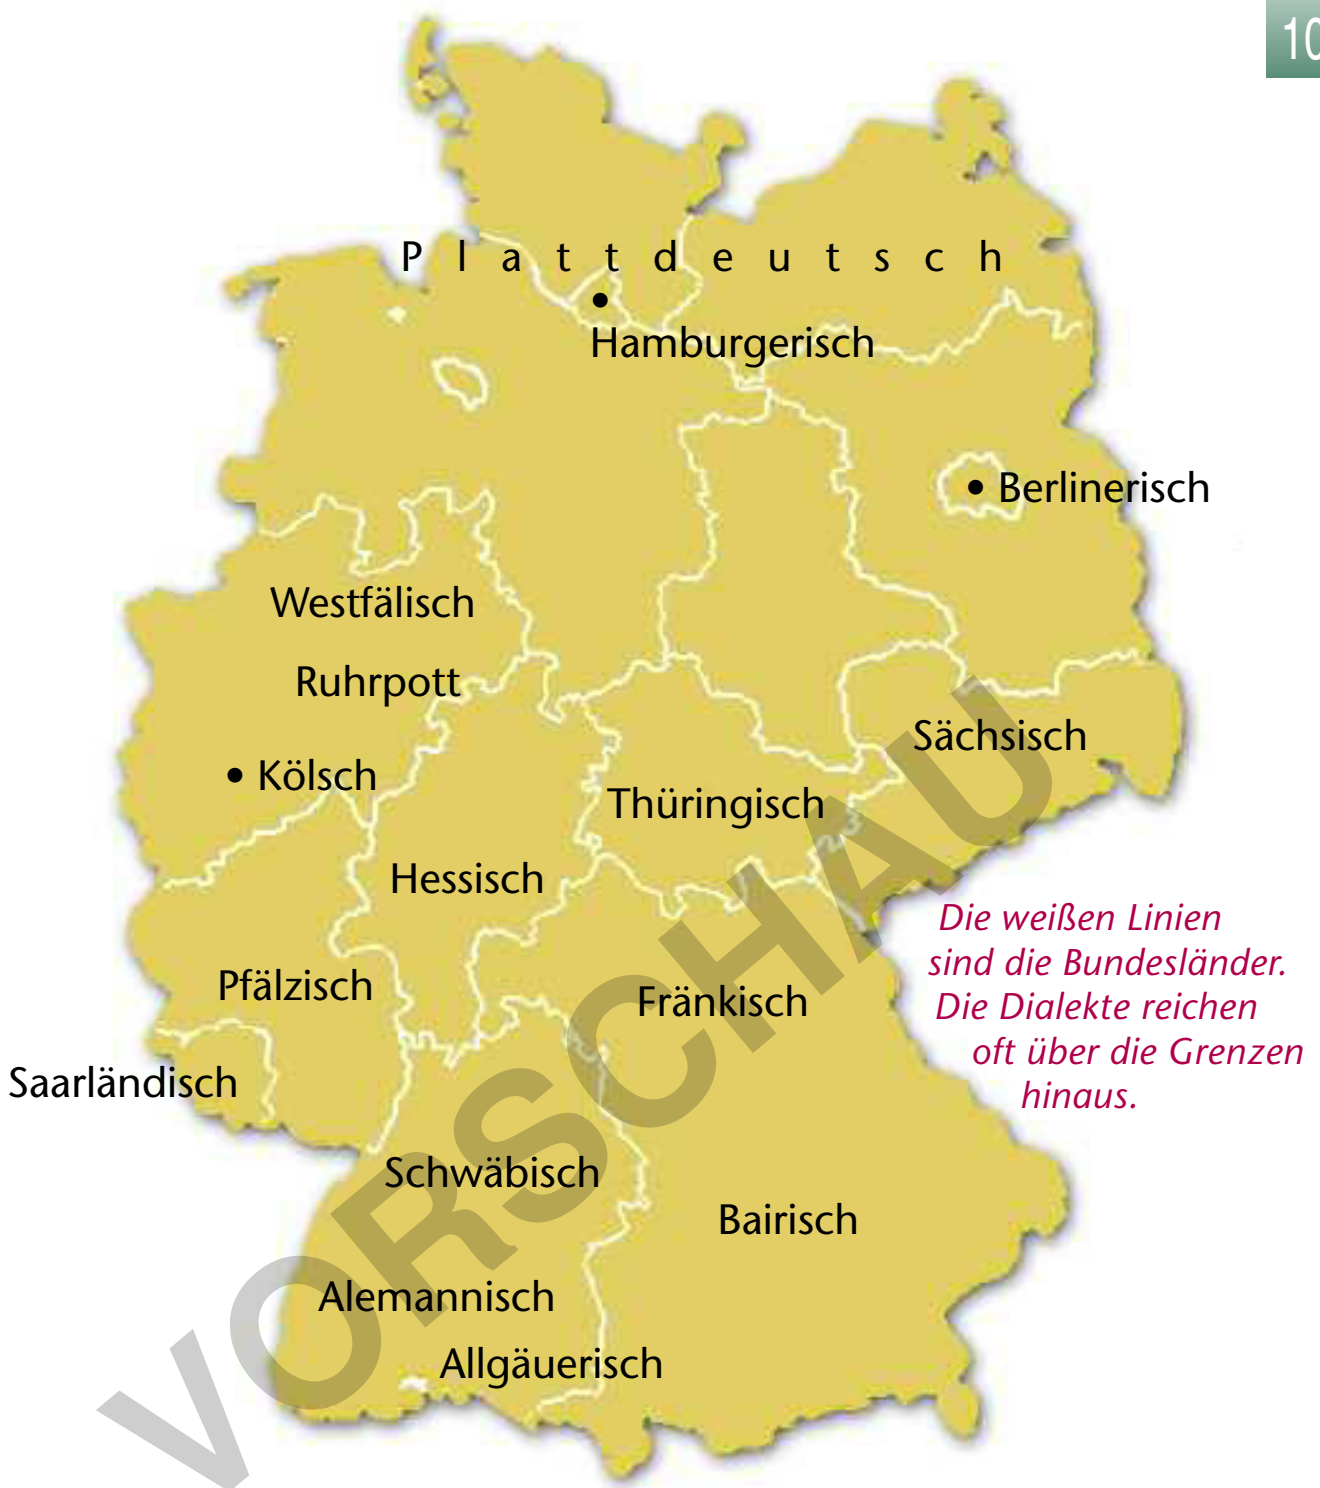 10
Plattdeutsch
Hamburgerisch
Berlinerisch
Westfälisch
Ruhrpott
Sächsisch
Kölsch
Thüringisch
Hessisch
Die weißen Linien
sind die Bundesländer.
Die Dialekte reichen
oft über die Grenzen
hinaus.
Pfälzisch
Fränkisch
Saarländisch
Schwäbisch
Bairisch
Alemannisch
Allgäuerisch
VORSCHAU